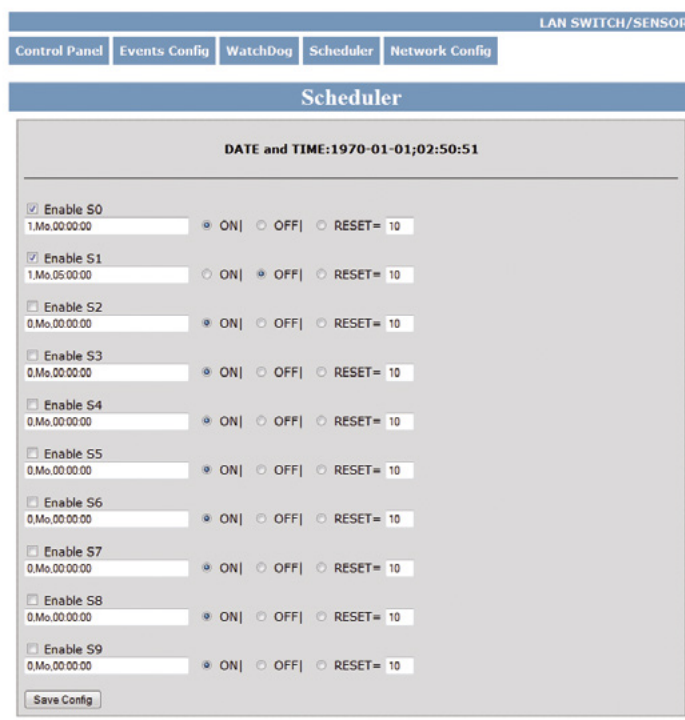 LAN SWITCH/SENSOR
Control Panel Events Config WatchDog Scheduler Network Config
Scheduler
DATE and TIME:1970-01-01;02:50:51
Enable S0
1,Mo,00:00:00 ON| OFF| RESET= 10
Enable S1
1,Mo,05:00:00 ON| OFF| RESET= 10
Enable S2
0,Mo,00:00:00 ON| OFF| RESET= 10
Enable S3
0,Mo,00:00:00 ON| OFF| RESET= 10
Enable S4
0,Mo,00:00:00 ON| OFF| RESET= 10
Enable S5
0,Mo,00:00:00 ON| OFF| RESET= 10
Enable S6
0,Mo,00:00:00 ON| OFF| RESET= 10
Enable S7
0,Mo,00:00:00 ON| OFF| RESET= 10
Enable S8
0,Mo,00:00:00 ON| OFF| RESET= 10
Enable S9
0,Mo,00:00:00 ON| OFF| RESET= 10
Save Config